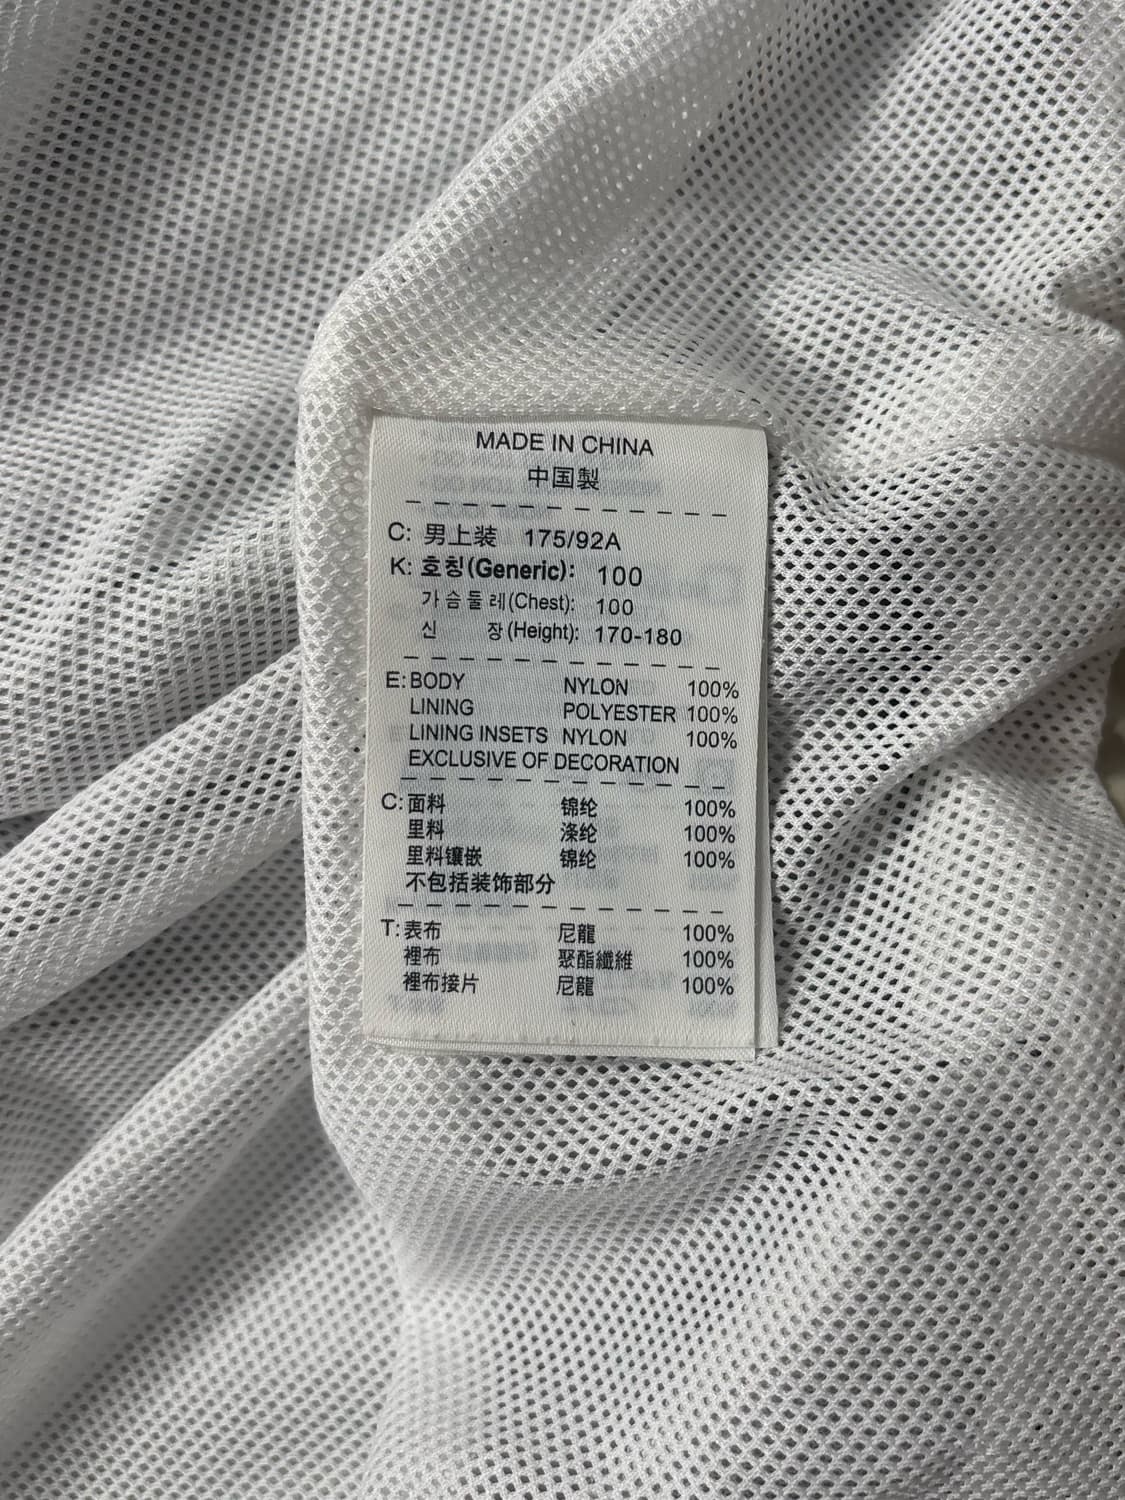 MADE IN CHINA
中国製
C: 男上装 175/92A
K: 호칭(Generic): 100
가슴둘레(Chest): 100
신 장(Height): 170-180
E: BODY NYLON 100%
LINING POLYESTER 100%
LINING INSETS NYLON 100%
EXCLUSIVE OF DECORATION
C: 面料 锦纶 100%
里料 涤纶 100%
里料镶嵌 锦纶 100%
不包括装饰部分
T: 表布 尼龍 100%
裡布 聚酯纖維 100%
裡布接片 尼龍 100%